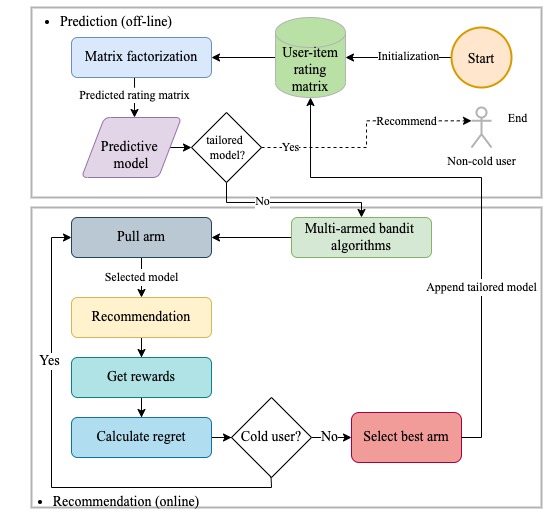 • Prediction (off-line)
Matrix factorization
User-item
rating
matrix
Initialization
Start
Predicted rating matrix
Predictive
model
tailored
model?
Yes
Recommend
End
Non-cold user
No
Pull arm
Multi-armed bandit
algorithms
Selected model
Recommendation
Append tailored model
Yes
Get rewards
Calculate regret
Cold user?
No
Select best arm
• Recommendation (online)